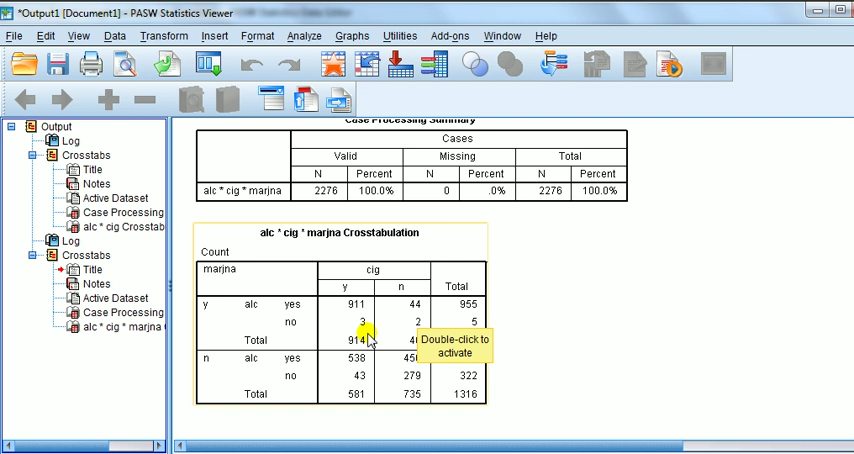 *Output1 [Document1] - PASW Statistics Viewer
File Edit View Data Transform Insert Format Analyze Graphs Utilities Add-ons Window Help
Output
Log
Crosstabs
Title
Notes
Active Dataset
Case Processing
alc * cig Crosstab
Log
Crosstabs
Title
Notes
Active Dataset
Case Processing
alc * cig * marjna
Case Processing Summary
Cases
Valid Missing Total
N Percent N Percent N Percent
alc * cig * marjna 2276 100.0% 0 .0% 2276 100.0%
alc * cig * marjna Crosstabulation
Count
marjna cig Total
y n
y alc yes 911 44 955
no 3 2 5
Total 914
n alc yes 538
no 43 279 322
Total 581 735 1316
Double-click to
activate